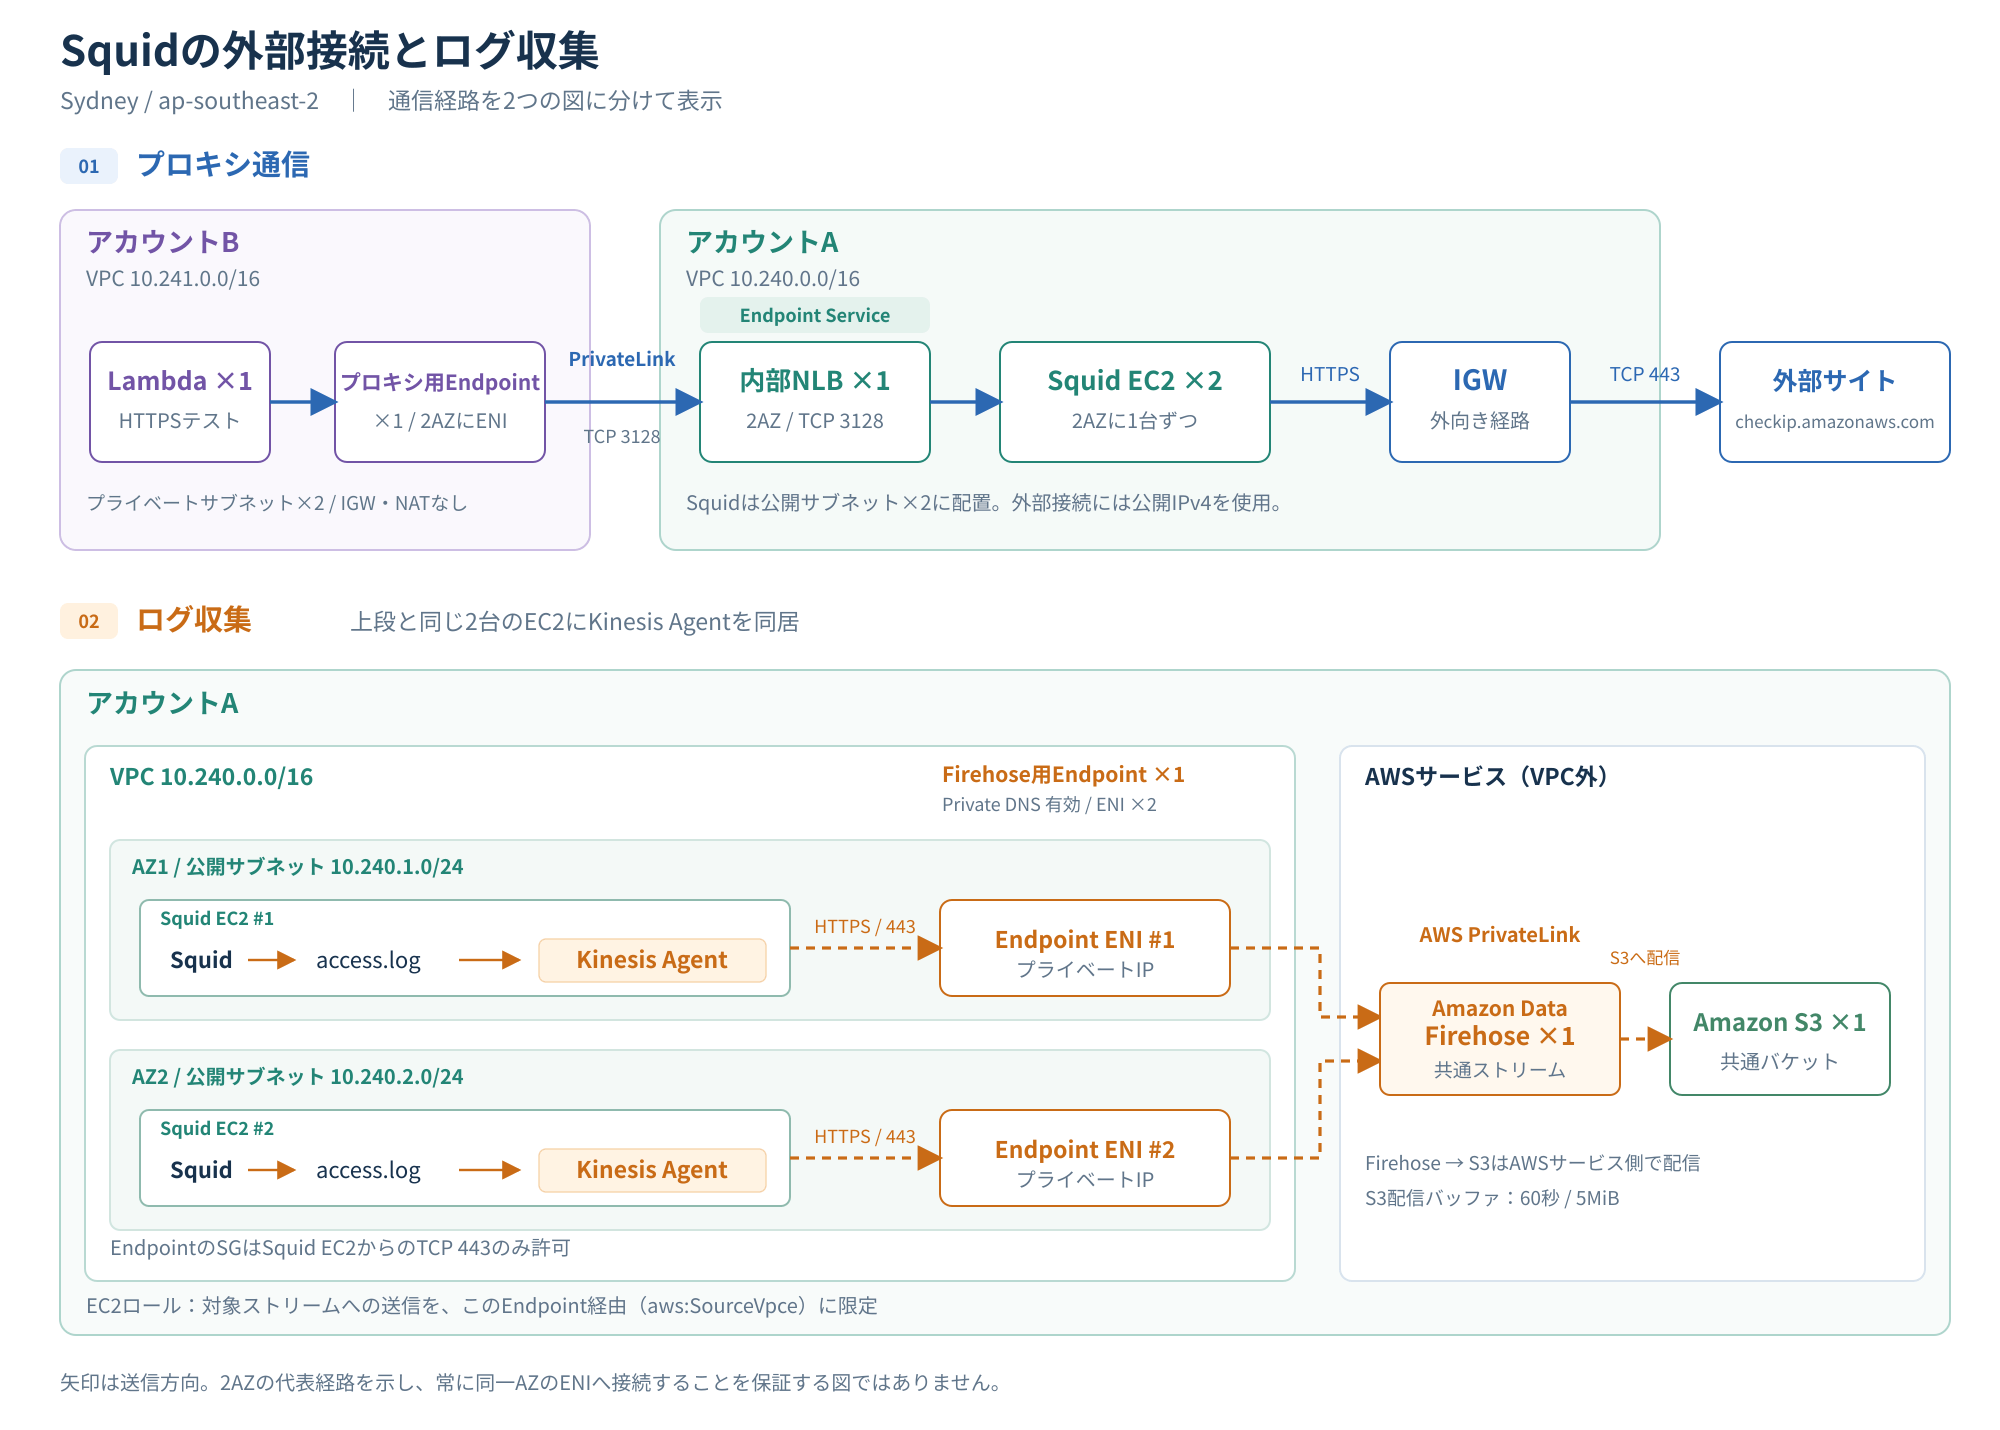 Squidの外部接続とログ収集
Sydney / ap-southeast-2 ｜ 通信経路を2つの図に分けて表示
01 プロキシ通信
アカウントB
VPC 10.241.0.0/16
Lambda ×1
HTTPSテスト
プロキシ用Endpoint
×1 / 2AZにENI
プライベートサブネット×2 / IGW・NATなし
PrivateLink
TCP 3128
アカウントA
VPC 10.240.0.0/16
Endpoint Service
内部NLB ×1
2AZ / TCP 3128
Squid EC2 ×2
2AZに1台ずつ
HTTPS
IGW
外向き経路
TCP 443
外部サイト
checkip.amazonaws.com
Squidは公開サブネット×2に配置。外部接続には公開IPv4を使用。
02 ログ収集 上段と同じ2台のEC2にKinesis Agentを同居
アカウントA
VPC 10.240.0.0/16
Firehose用Endpoint ×1
Private DNS 有効 / ENI ×2
AZ1 / 公開サブネット 10.240.1.0/24
Squid EC2 #1
Squid → access.log → Kinesis Agent
HTTPS / 443
Endpoint ENI #1
プライベートIP
AZ2 / 公開サブネット 10.240.2.0/24
Squid EC2 #2
Squid → access.log → Kinesis Agent
HTTPS / 443
Endpoint ENI #2
プライベートIP
EndpointのSGはSquid EC2からのTCP 443のみ許可
AWSサービス（VPC外）
AWS PrivateLink
S3へ配信
Amazon Data
Firehose ×1
共通ストリーム
Amazon S3 ×1
共通バケット
Firehose → S3はAWSサービス側で配信
S3配信バッファ：60秒 / 5MiB
EC2ロール：対象ストリームへの送信を、このEndpoint経由（aws:SourceVpce）に限定
矢印は送信方向。2AZの代表経路を示し、常に同一AZのENIへ接続することを保証する図ではありません。